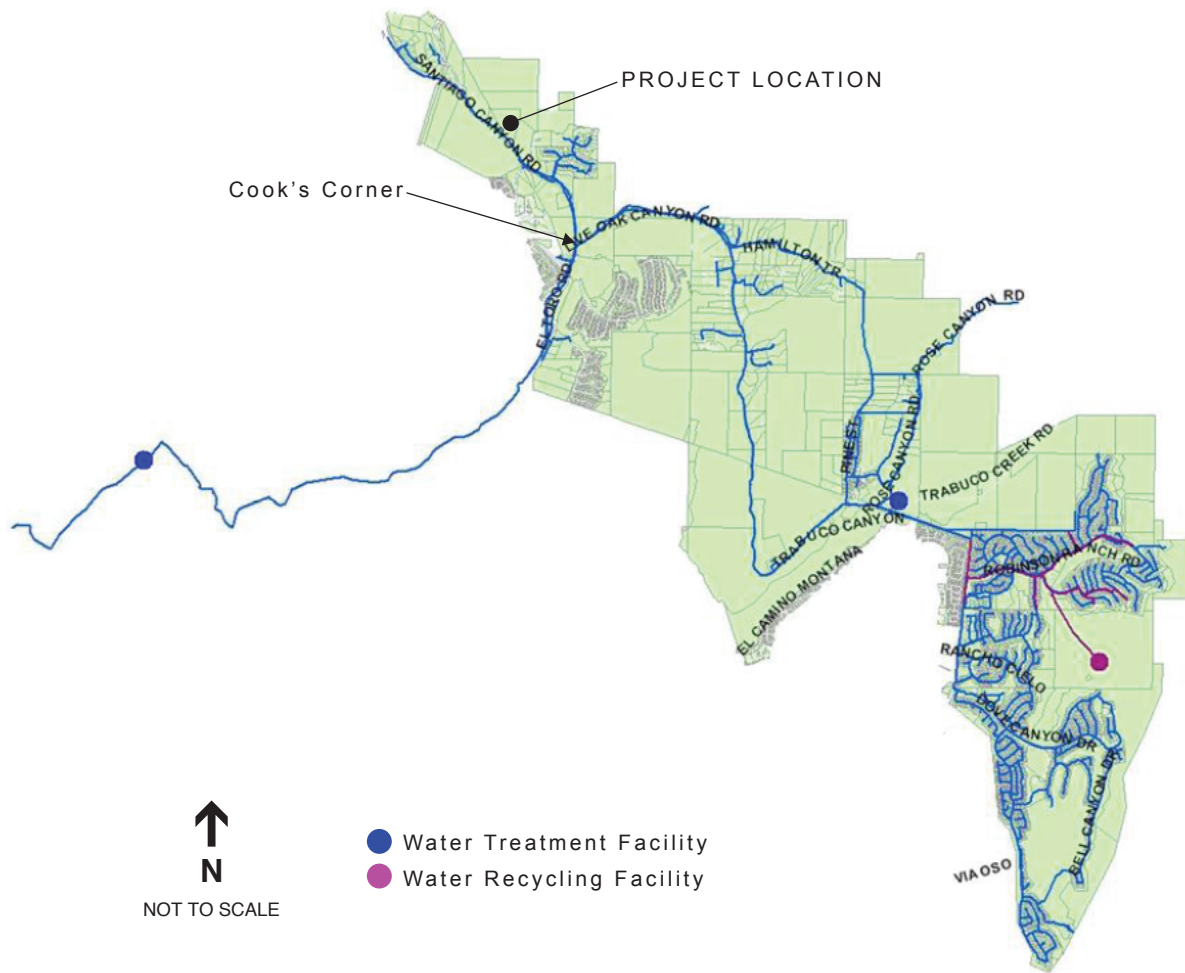 SANTIAGO CANYON RD
PROJECT LOCATION
Cook's Corner
LIVE OAK CANYON RD
HAMILTON TR
EL TORO RD
ROSE CANYON RD
PINE ST
ROSE CANYON RD
TRABUCO CREEK RD
TRABUCO CANYON
EL CAMINO MONTANA
ROBINSON RANCH RD
RANCHO CIELO
DOVE CANYON DR
BELL CANYON DR
VIA OSO
N
NOT TO SCALE
Water Treatment Facility
Water Recycling Facility